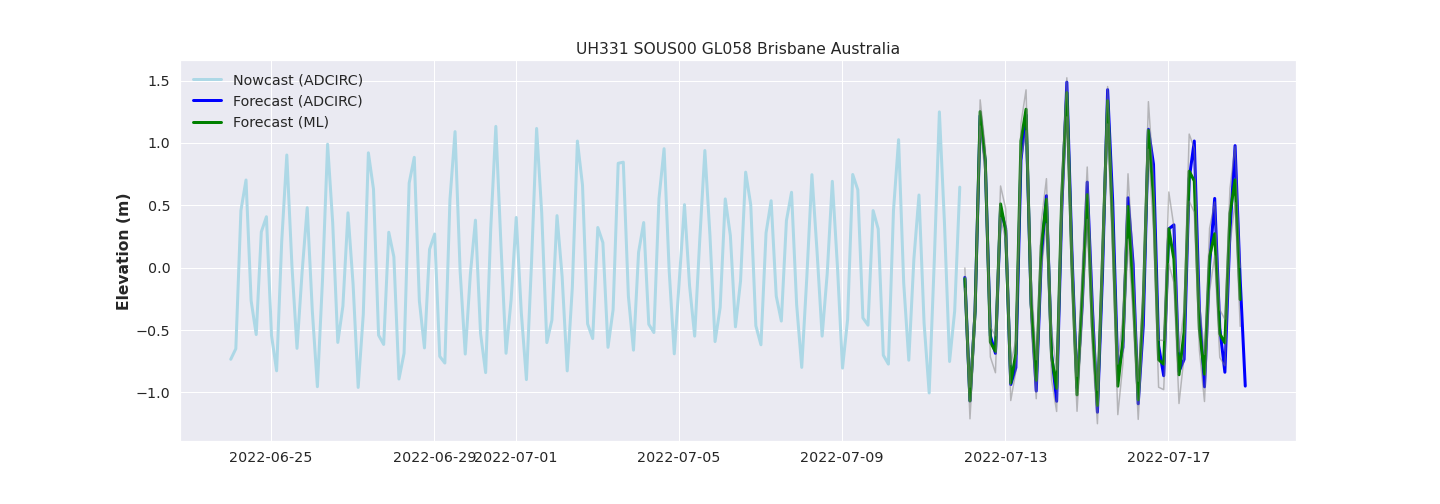 UH331 SOUS00 GL058 Brisbane Australia
Nowcast (ADCIRC)
Forecast (ADCIRC)
Forecast (ML)
Elevation (m)
1.5
1.0
0.5
0.0
−0.5
−1.0
2022-06-25 2022-06-29 2022-07-01 2022-07-05 2022-07-09 2022-07-13 2022-07-17